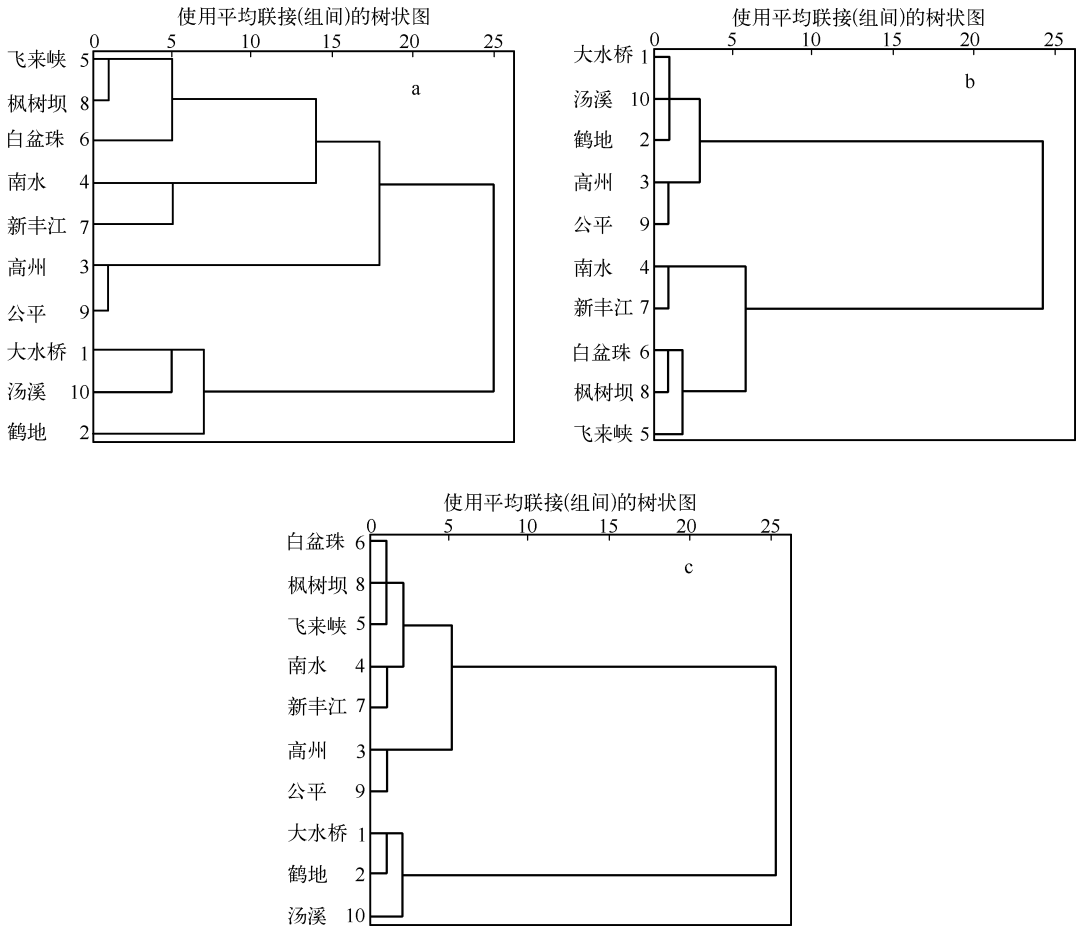 使用平均联接(组间)的树状图
0 5 10 15 20 25
a
飞来峡 5
枫树坝 8
白盆珠 6
南水 4
新丰江 7
高州 3
公平 9
大水桥 1
汤溪 10
鹤地 2
使用平均联接(组间)的树状图
0 5 10 15 20 25
b
大水桥 1
汤溪 10
鹤地 2
高州 3
公平 9
南水 4
新丰江 7
白盆珠 6
枫树坝 8
飞来峡 5
使用平均联接(组间)的树状图
0 5 10 15 20 25
c
白盆珠 6
枫树坝 8
飞来峡 5
南水 4
新丰江 7
高州 3
公平 9
大水桥 1
鹤地 2
汤溪 10